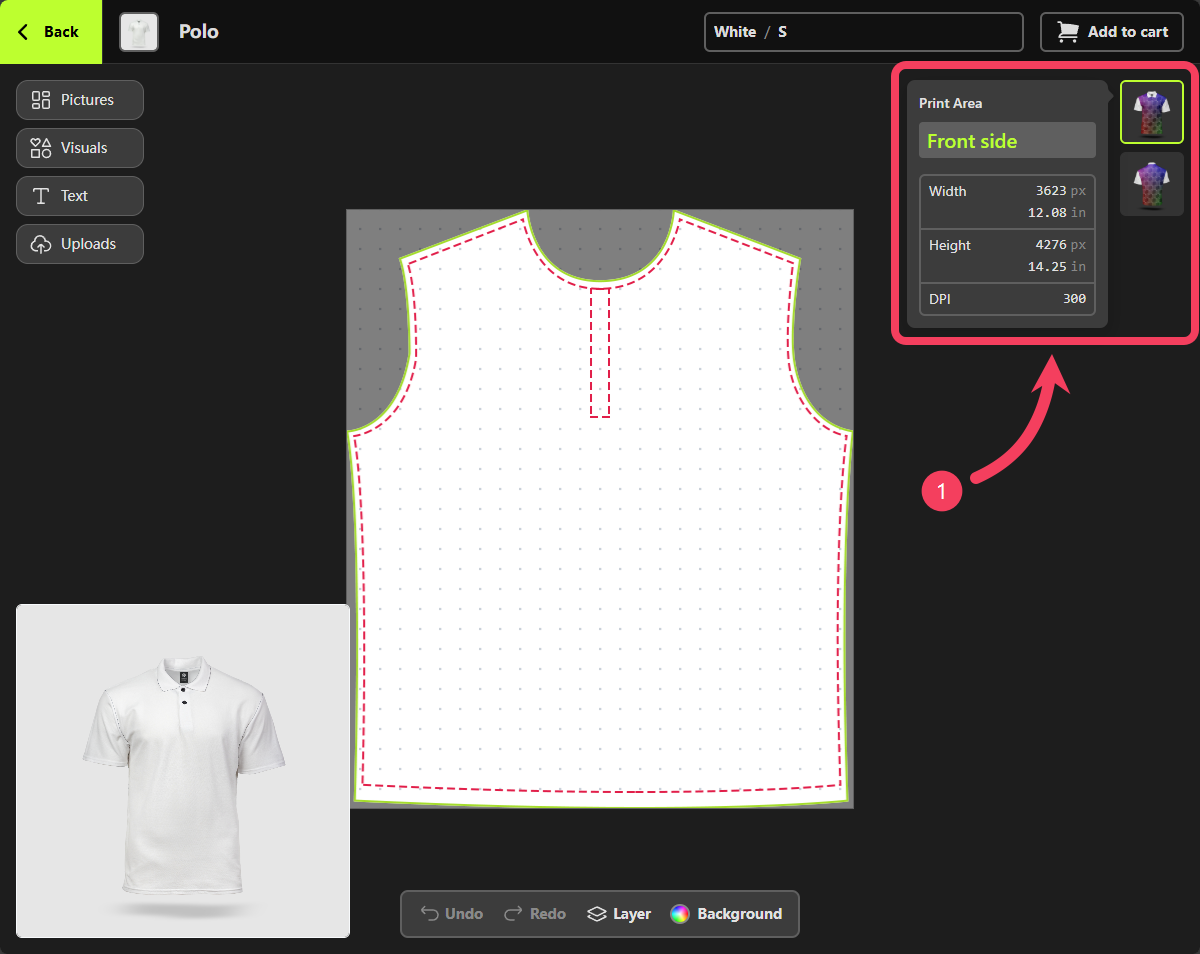 Back
Polo
White / S
Add to cart
Pictures
Visuals
Text
Uploads
Print Area
Front side
Width 3623 px
12.08 in
Height 4276 px
14.25 in
DPI 300
1
Undo Redo Layer Background